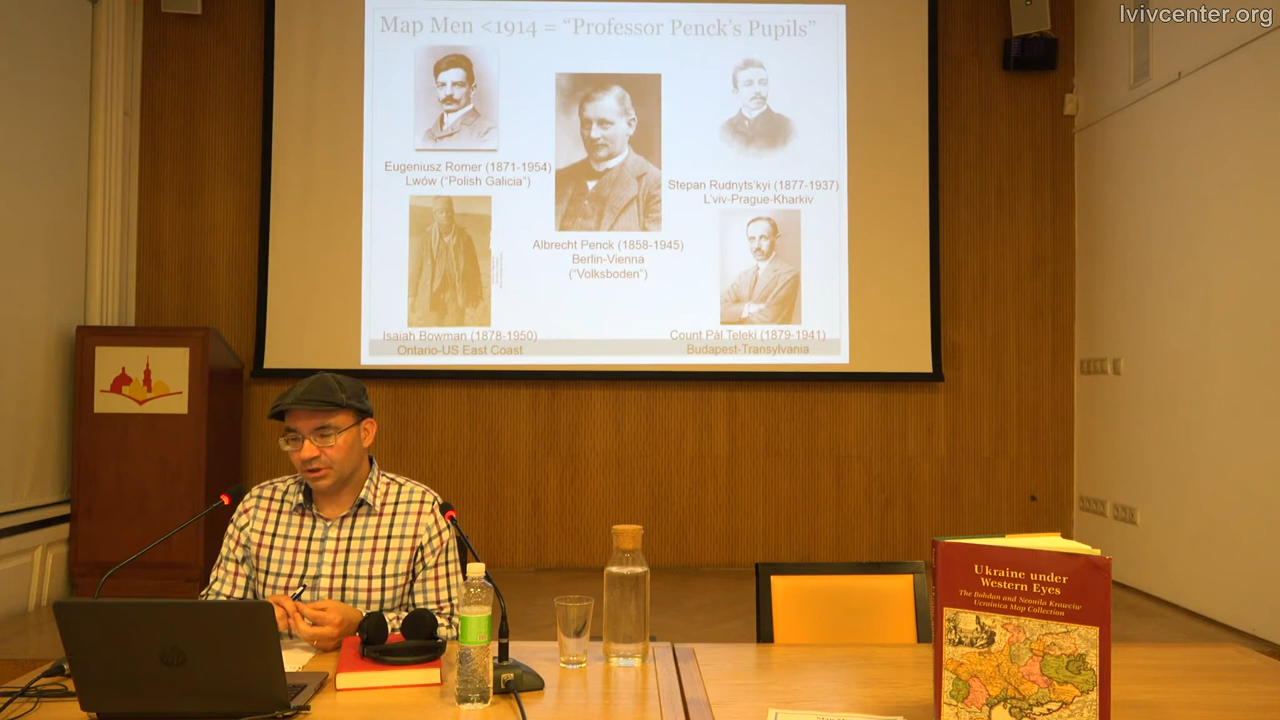 lvivcenter.org
Map Men <1914 = “Professor Penck's Pupils”
Eugeniusz Romer (1871-1954)
Lwów (“Polish Galicia”)
Stepan Rudnyts'kyi (1877-1937)
L'viv-Prague-Kharkiv
Albrecht Penck (1858-1945)
Berlin-Vienna
(“Volksboden”)
Isaiah Bowman (1878-1950)
Ontario-US East Coast
Count Pál Teleki (1879-1941)
Budapest-Transylvania
Ukraine under
Western Eyes
The Bohdan and Neonila Krawciw
Ucrainica Map Collection